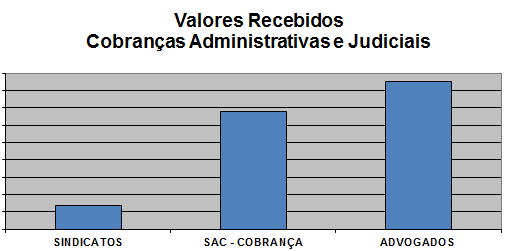 Valores Recebidos
Cobranças Administrativas e Judiciais
SINDICATOS
SAC - COBRANÇA
ADVOGADOS